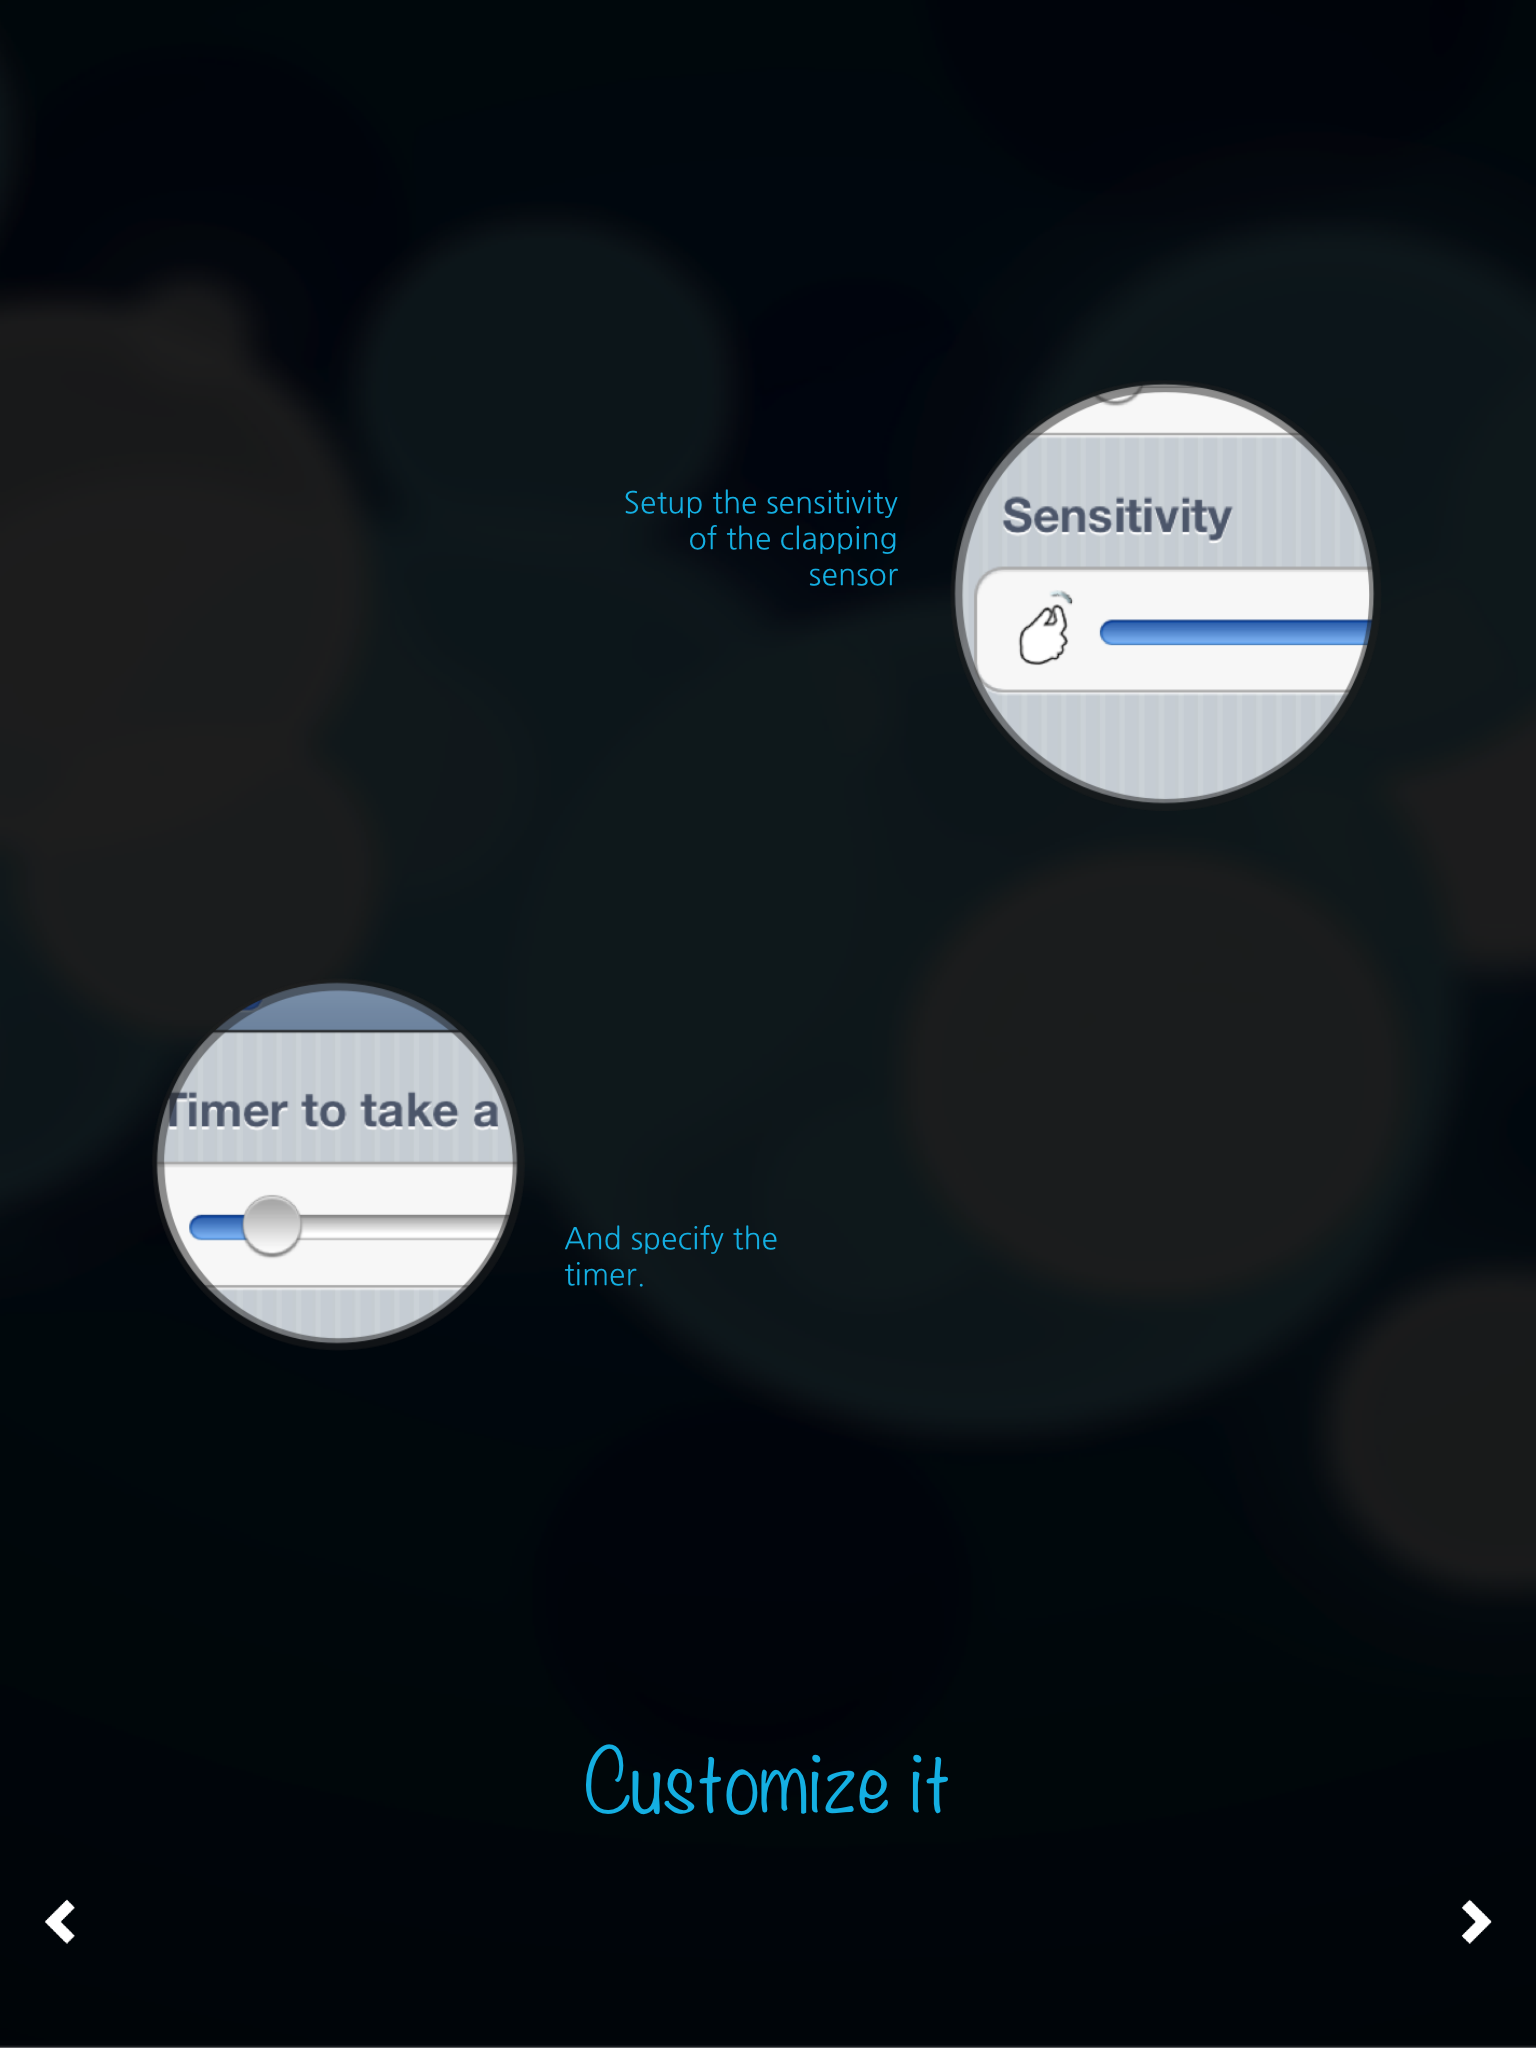 Setup the sensitivity
of the clapping
sensor
Sensitivity
Timer to take a
And specify the
timer.
Customize it